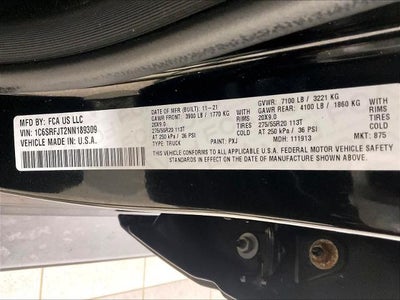 MFD BY: FCA US LLC
VIN: 1C6SRFJT2NN189309
VEHICLE MADE IN: U.S.A.
DATE OF MFR (BUILT): 11-21
GAWR FRONT: 3900 LB / 1770 KG
20X9.0 RIMS
275/55R20 113T TIRES
AT 250 kPa / 36 PSI COLD
TYPE: TRUCK PAINT: PXJ
GVWR: 7100 LB / 3221 KG
GAWR REAR: 4100 LB / 1860 KG
20X9.0 RIMS
275/55R20 113T TIRES
AT 250 kPa / 36 PSI COLD
MDH: 111913 MKT: 875
THIS VEHICLE CONFORMS TO ALL APPLICABLE U.S.A. FEDERAL MOTOR VEHICLE SAFETY
STANDARDS IN EFFECT ON THE DATE OF MANUFACTURE SHOWN ABOVE.